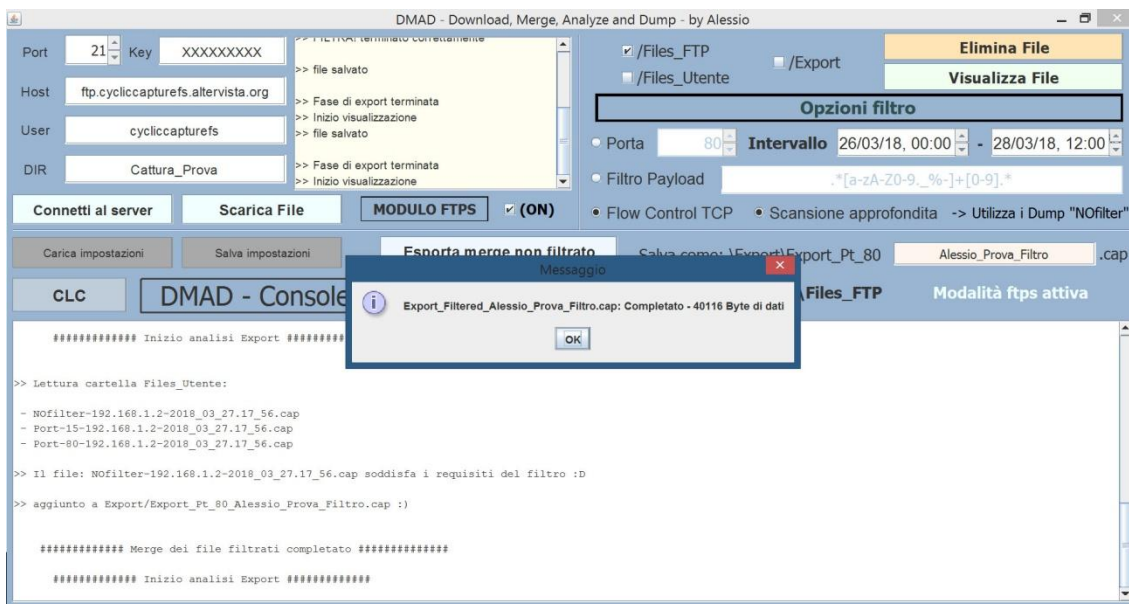 DMAD - Download, Merge, Analyze and Dump - by Alessio
Port 21 Key XXXXXXXXX
Host ftp.cycliccapturefs.altervista.org
User cycliccapturefs
DIR Cattura_Prova
Connetti al server Scarica File
>> FILTRA: terminato correttamente
>> file salvato
>> Fase di export terminata
>> Inizio visualizzazione
>> file salvato
>> Fase di export terminata
>> Inizio visualizzazione
MODULO FTPS (ON)
/Files_FTP
/Files_Utente
/Export
Elimina File
Visualizza File
Opzioni filtro
Porta 80 Intervallo 26/03/18, 00:00 - 28/03/18, 12:00
Filtro Payload .*[a-zA-Z0-9._%-]+[0-9].*
Flow Control TCP Scansione approfondita -> Utilizza i Dump "NOfilter"
Carica impostazioni Salva impostazioni Esporta merge non filtrato Salva come: \Export\Export_Pt_80 Alessio_Prova_Filtro .cap
CLC DMAD - Console \Files_FTP Modalità ftps attiva
Messaggio
Export_Filtered_Alessio_Prova_Filtro.cap: Completato - 40116 Byte di dati
OK
############# Inizio analisi Export #########
>> Lettura cartella Files_Utente:
- NOfilter-192.168.1.2-2018_03_27.17_56.cap
- Port-15-192.168.1.2-2018_03_27.17_56.cap
- Port-80-192.168.1.2-2018_03_27.17_56.cap
>> Il file: NOfilter-192.168.1.2-2018_03_27.17_56.cap soddisfa i requisiti del filtro :D
>> aggiunto a Export/Export_Pt_80_Alessio_Prova_Filtro.cap :)
############# Merge dei file filtrati completato ##############
############# Inizio analisi Export #############